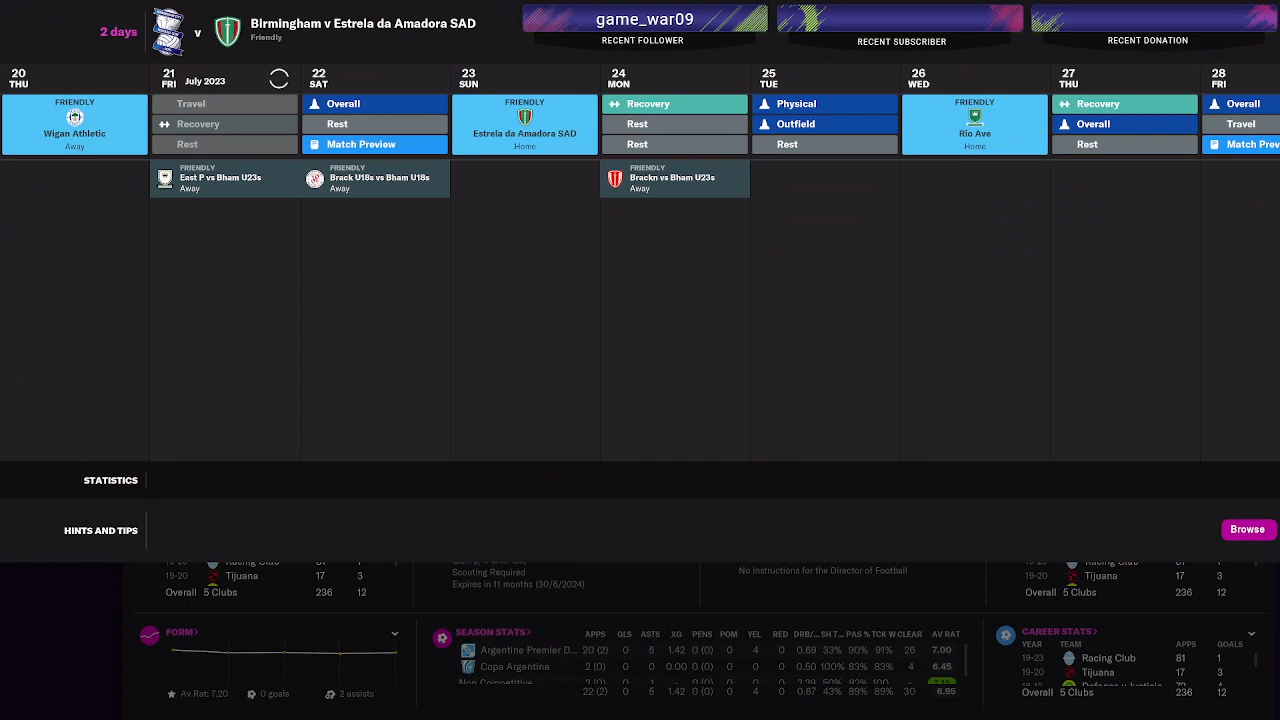 2 days
v
Birmingham v Estrela da Amadora SAD
Friendly
game_war09
RECENT FOLLOWER
RECENT SUBSCRIBER
RECENT DONATION
20
THU
21
FRI
July 2023
22
SAT
23
SUN
24
MON
25
TUE
26
WED
27
THU
28
FRI
FRIENDLY
Wigan Athletic
Away
Travel
Recovery
Rest
Overall
Rest
Match Preview
FRIENDLY
Estrela da Amadora SAD
Home
Recovery
Rest
Rest
Physical
Outfield
Rest
FRIENDLY
Rio Ave
Home
Recovery
Overall
Rest
Overall
Travel
Match Prev
FRIENDLY
East P vs Bham U23s
Away
FRIENDLY
Brack U18s vs Bham U18s
Away
FRIENDLY
Brackn vs Bham U23s
Away
STATISTICS
HINTS AND TIPS
Browse
19-20 Tijuana 17 3
Overall 5 Clubs 236 12
Scouting Required
Expires in 11 months (30/6/2024)
No instructions for the Director of Football
19-20 Tijuana 17 3
Overall 5 Clubs 236 12
FORM>
Av Rat: 7.20 0 goals 2 assists
SEASON STATS> APPS GLS ASTS XG PENS POM YEL RED DRB/... SH T... PAS % TCK W CLEAR AV RAT
Argentine Premier D... 20 (2) 0 5 1.42 0 (0) 0 4 0 0.69 33% 90% 91% 26 7.00
Copa Argentina 2 (0) 0 0 0.00 0 (0) 0 0 0 0.50 100% 83% 83% 4 6.45
22 (2) 0 5 1.42 0 (0) 0 4 0 0.67 43% 89% 89% 30 6.95
CAREER STATS>
YEAR TEAM APPS GOALS
19-23 Racing Club 81 1
Tijuana 17 3
Overall 5 Clubs 236 12